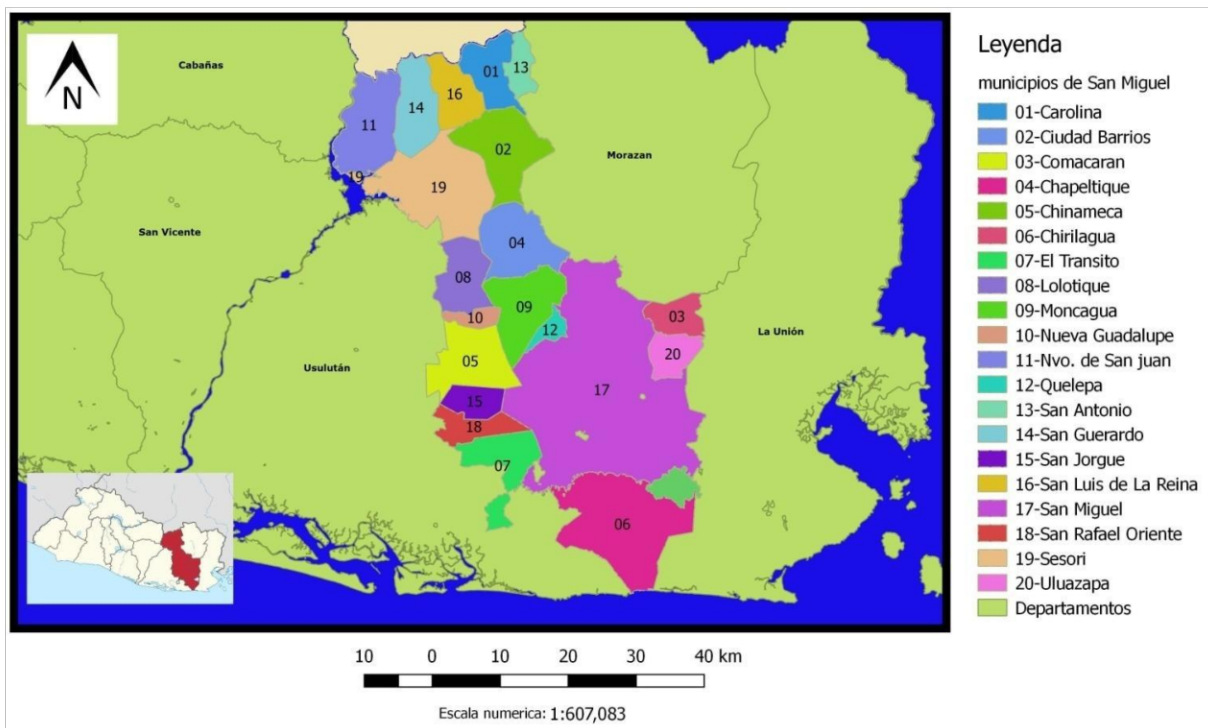 N
Cabañas
San Vicente
Usulután
Morazan
La Unión
01
13
16
14
11
02
19
19
04
08
09
10
12
03
20
05
17
15
18
07
06
Leyenda
municipios de San Miguel
01-Carolina
02-Ciudad Barrios
03-Comacaran
04-Chapeltique
05-Chinameca
06-Chirilagua
07-El Transito
08-Lolotique
09-Moncagua
10-Nueva Guadalupe
11-Nvo. de San juan
12-Quelepa
13-San Antonio
14-San Guerardo
15-San Jorgue
16-San Luis de La Reina
17-San Miguel
18-San Rafael Oriente
19-Sesori
20-Uluazapa
Departamentos
10 0 10 20 30 40 km
Escala numerica: 1:607,083